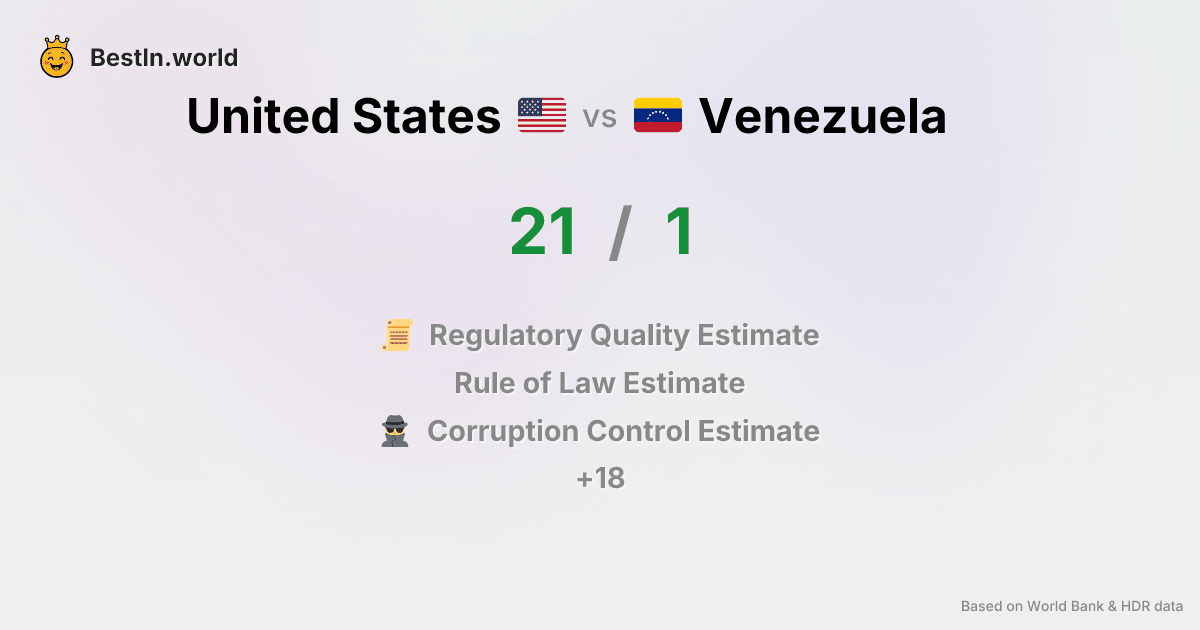 BestIn.world
United States vs Venezuela
21 / 1
Regulatory Quality Estimate
Rule of Law Estimate
Corruption Control Estimate
+18
Based on World Bank & HDR data